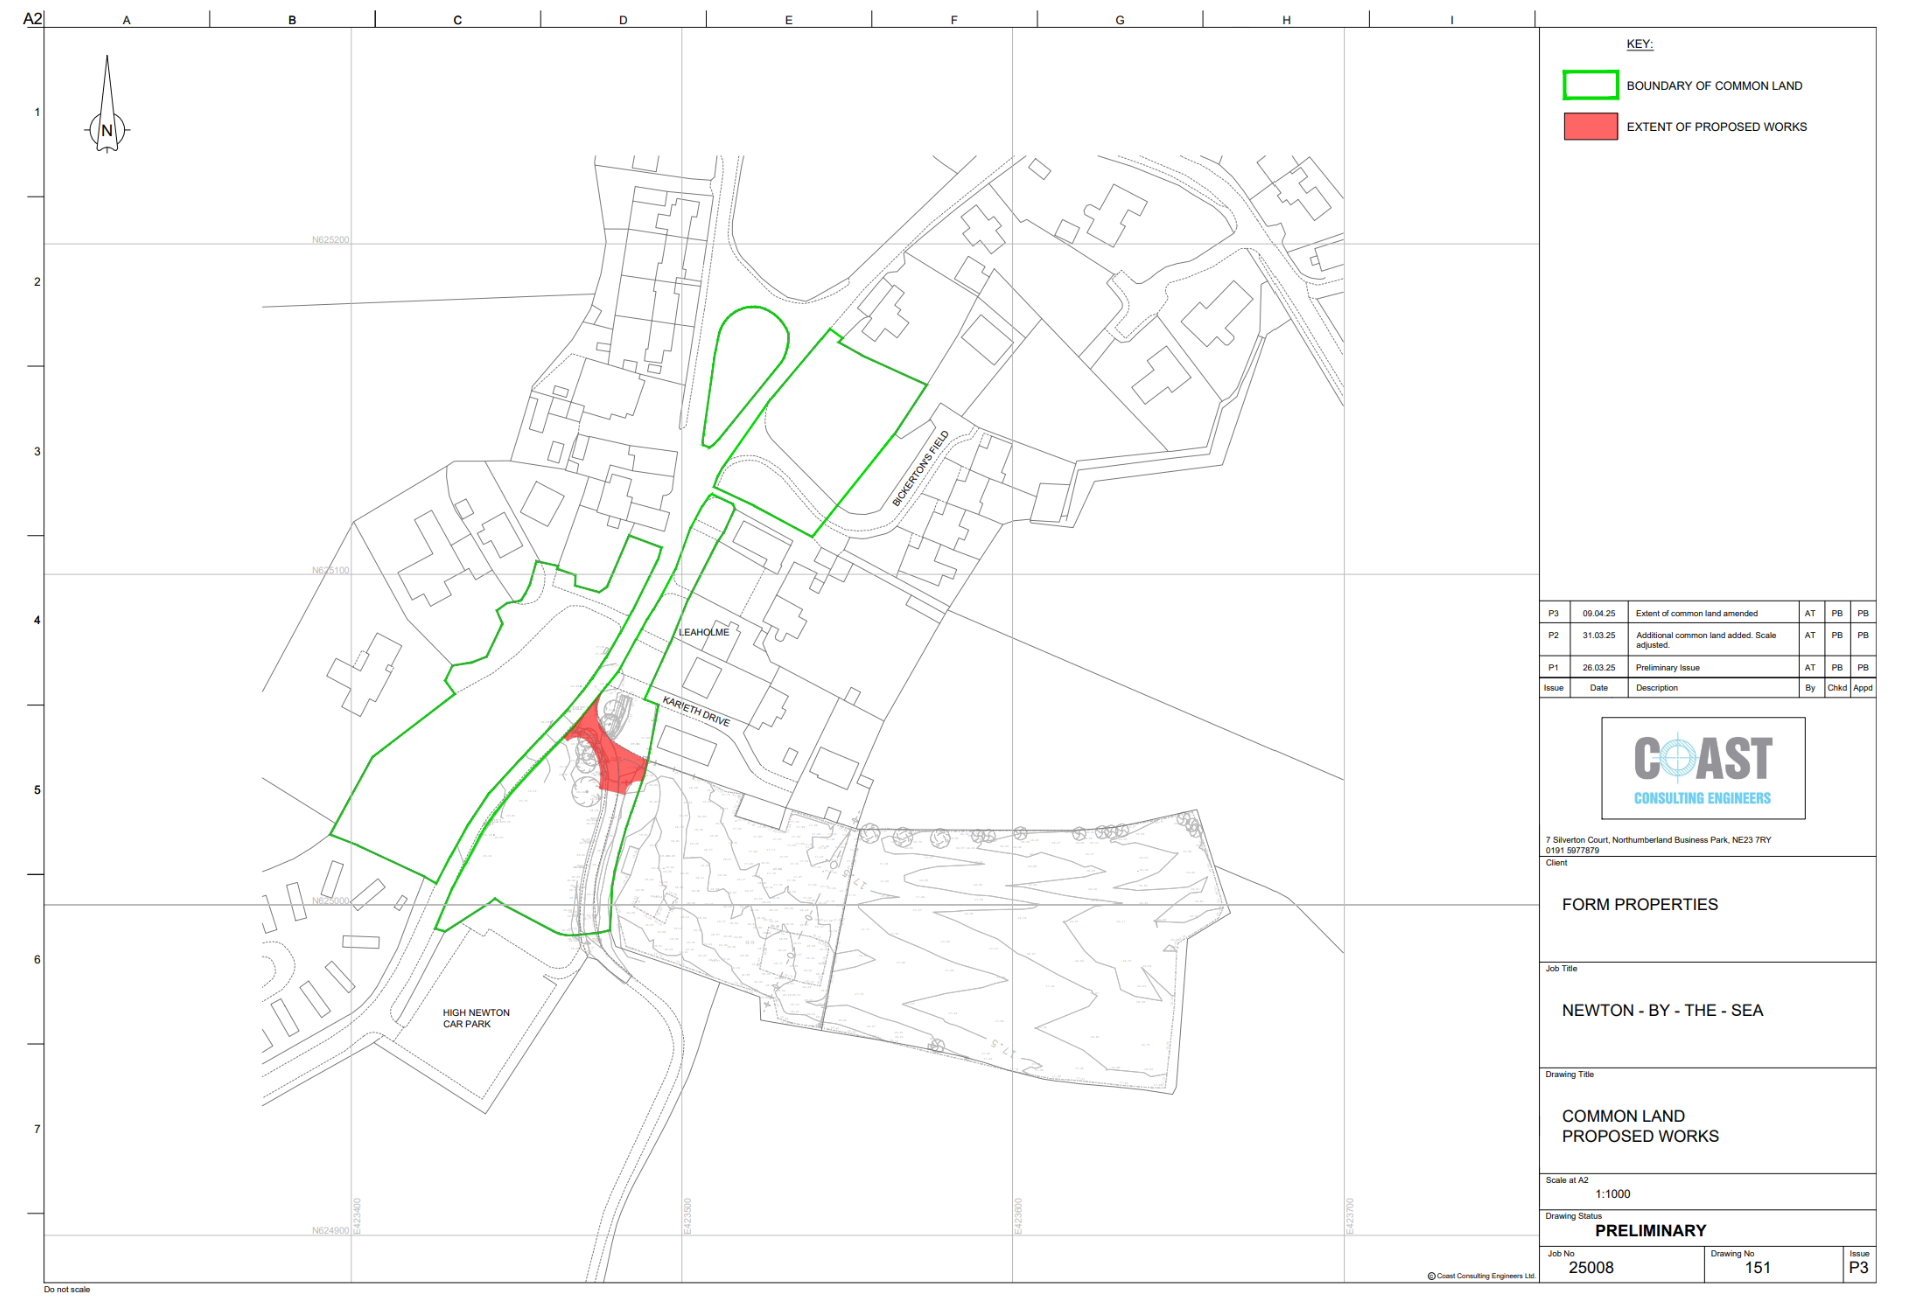 A2
A
B
C
D
E
F
G
H
I
1
2
3
4
5
6
7
N
N625200
N625100
N625000
N624900
E423400
E423500
E423600
E423700
BICKERTON'S FIELD
LEAHOLME
KARIETH DRIVE
HIGH NEWTON
CAR PARK
17.5
17.5
KEY:
BOUNDARY OF COMMON LAND
EXTENT OF PROPOSED WORKS
P3 09.04.25 Extent of common land amended AT PB PB
P2 31.03.25 Additional common land added. Scale AT PB PB
adjusted.
P1 26.03.25 Preliminary Issue AT PB PB
Issue Date Description By Chkd Appd
COAST
CONSULTING ENGINEERS
7 Silverton Court, Northumberland Business Park, NE23 7RY
0191 5977879
Client
FORM PROPERTIES
Job Title
NEWTON - BY - THE - SEA
Drawing Title
COMMON LAND
PROPOSED WORKS
Scale at A2
1:1000
Drawing Status
PRELIMINARY
Job No Drawing No Issue
25008 151 P3
© Coast Consulting Engineers Ltd.
Do not scale